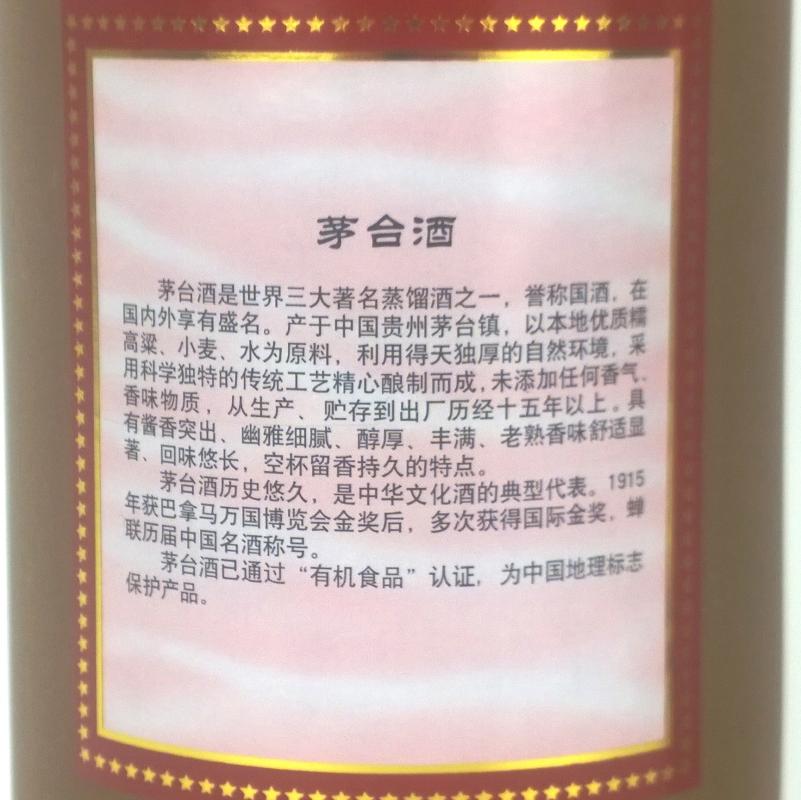 茅台酒
茅台酒是世界三大著名蒸馏酒之一，誉称国酒，在
国内外享有盛名。产于中国贵州茅台镇，以本地优质糯
高粱、小麦、水为原料，利用得天独厚的自然环境，采
用科学独特的传统工艺精心酿制而成，未添加任何香气、
香味物质，从生产、贮存到出厂历经十五年以上。具
有酱香突出、幽雅细腻、醇厚、丰满、老熟香味舒适显
著、回味悠长，空杯留香持久的特点。
茅台酒历史悠久，是中华文化酒的典型代表。1915
年获巴拿马万国博览会金奖后，多次获得国际金奖，蝉
联历届中国名酒称号。
茅台酒已通过“有机食品”认证，为中国地理标志
保护产品。